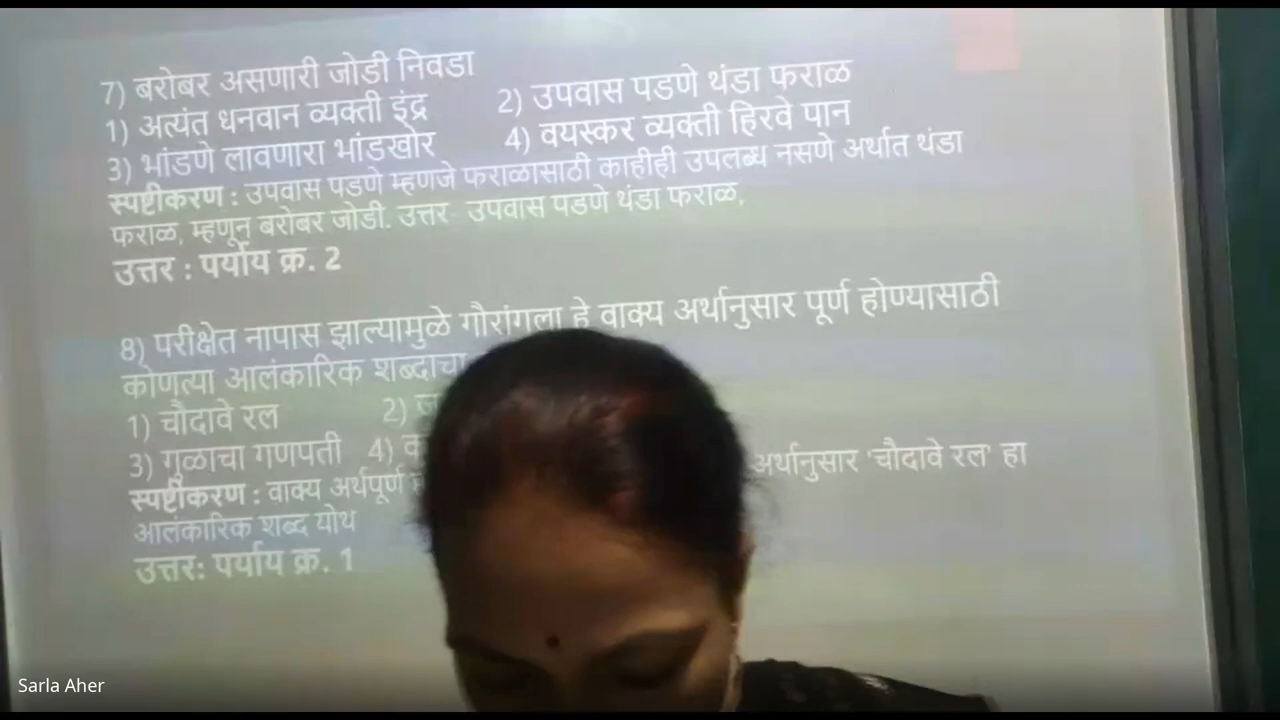 7) बरोबर असणारी जोडी निवडा
1) अत्यंत धनवान व्यक्ती इंद्र 2) उपवास पडणे थंडा फराळ
3) भांडणे लावणारा भांडखोर 4) वयस्कर व्यक्ती हिरवे पान
स्पष्टीकरण : उपवास पडणे म्हणजे फराळासाठी काहीही उपलब्ध नसणे अर्थात थंडा
फराळ, म्हणून बरोबर जोडी. उत्तर- उपवास पडणे थंडा फराळ,
उत्तर : पर्याय क्र. 2
8) परीक्षेत नापास झाल्यामुळे गौरांगला हे वाक्य अर्थानुसार पूर्ण होण्यासाठी
कोणत्या आलंकारिक शब्दाचा
1) चौदावे रत्न 2)
3) गुळाचा गणपती 4)
स्पष्टीकरण : वाक्य अर्थपूर्ण अर्थानुसार 'चौदावे रत्न' हा
आलंकारिक शब्द योग्य
उत्तर: पर्याय क्र. 1
Sarla Aher